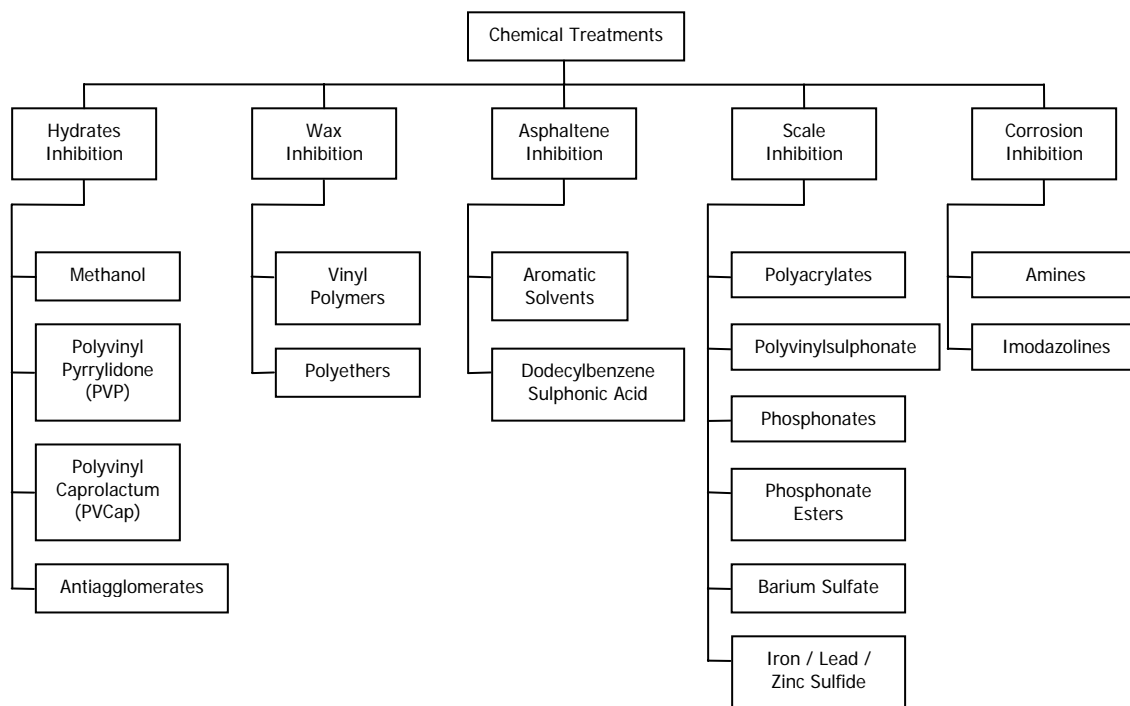 Chemical Treatments
Hydrates
Inhibition
Wax
Inhibition
Asphaltene
Inhibition
Scale
Inhibition
Corrosion
Inhibition
Methanol
Polyvinyl
Pyrrylidone
(PVP)
Polyvinyl
Caprolactum
(PVCap)
Antiagglomerates
Vinyl
Polymers
Polyethers
Aromatic
Solvents
Dodecylbenzene
Sulphonic Acid
Polyacrylates
Polyvinylsulphonate
Phosphonates
Phosphonate
Esters
Barium Sulfate
Iron / Lead /
Zinc Sulfide
Amines
Imodazolines